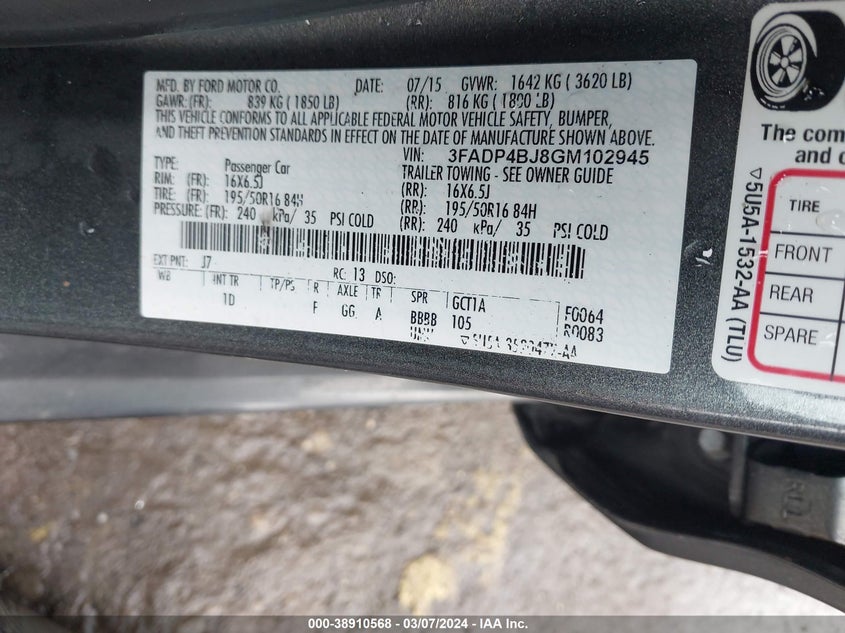 MFD. BY FORD MOTOR CO. DATE: 07/15 GVWR: 1642 KG ( 3620 LB)
GAWR: (FR): 839 KG ( 1850 LB) (RR): 816 KG ( 1800 LB)
THIS VEHICLE CONFORMS TO ALL APPLICABLE FEDERAL MOTOR VEHICLE SAFETY, BUMPER,
AND THEFT PREVENTION STANDARDS IN EFFECT ON THE DATE OF MANUFACTURE SHOWN ABOVE.
VIN: 3FADP4BJ8GM102945
TYPE: Passenger Car TRAILER TOWING - SEE OWNER GUIDE
RIM: (FR): 16X6.5J (RR): 16X6.5J
TIRE: (FR): 195/50R16 84H (RR): 195/50R16 84H
PRESSURE: (FR): 240 kPa/ 35 PSI COLD (RR): 240 kPa/ 35 PSI COLD
EXT PNT: J7 RC: 13 DSO:
WB INT TR TP/PS R AXLE TR SPR GCT1A F0064
1D F GG A BBBB 105 R0083
▽5U5A-1532-AA (TLU)
The com
and c
TIRE
FRONT
REAR
SPARE
000-38910568 - 03/07/2024 - IAA Inc.